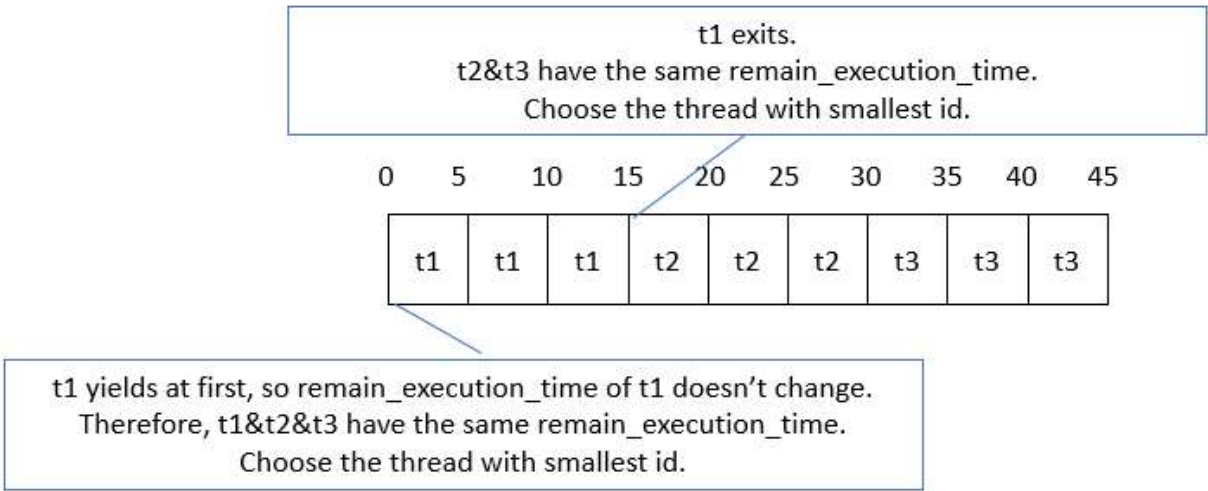 t1 exits.
t2&t3 have the same remain_execution_time.
Choose the thread with smallest id.
0 5 10 15 20 25 30 35 40 45
t1 t1 t1 t2 t2 t2 t3 t3 t3
t1 yields at first, so remain_execution_time of t1 doesn’t change.
Therefore, t1&t2&t3 have the same remain_execution_time.
Choose the thread with smallest id.